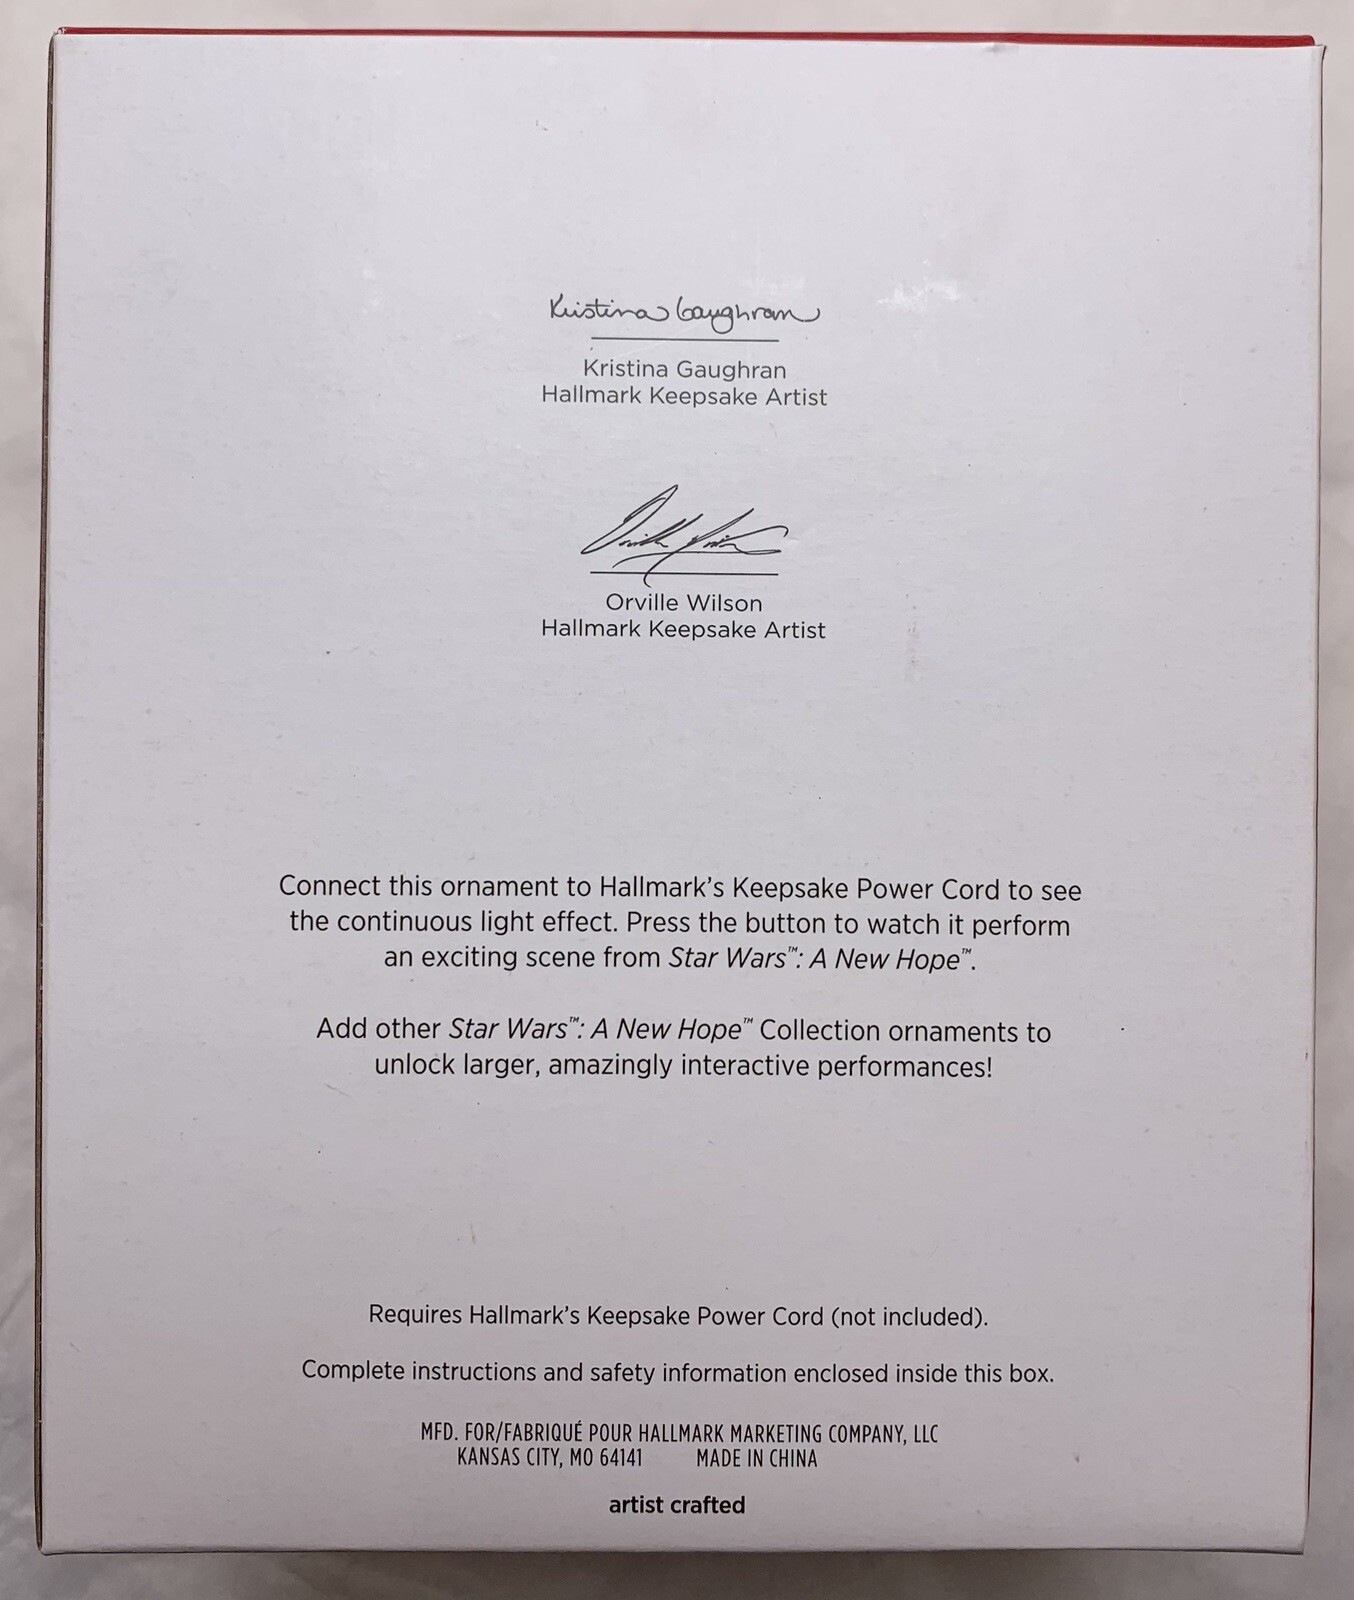 Kristina Gaughran
Kristina Gaughran
Hallmark Keepsake Artist
Orville Wilson
Orville Wilson
Hallmark Keepsake Artist
Connect this ornament to Hallmark's Keepsake Power Cord to see
the continuous light effect. Press the button to watch it perform
an exciting scene from Star Wars™: A New Hope™.
Add other Star Wars™: A New Hope™ Collection ornaments to
unlock larger, amazingly interactive performances!
Requires Hallmark's Keepsake Power Cord (not included).
Complete instructions and safety information enclosed inside this box.
MFD. FOR/FABRIQUÉ POUR HALLMARK MARKETING COMPANY, LLC
KANSAS CITY, MO 64141 MADE IN CHINA
artist crafted